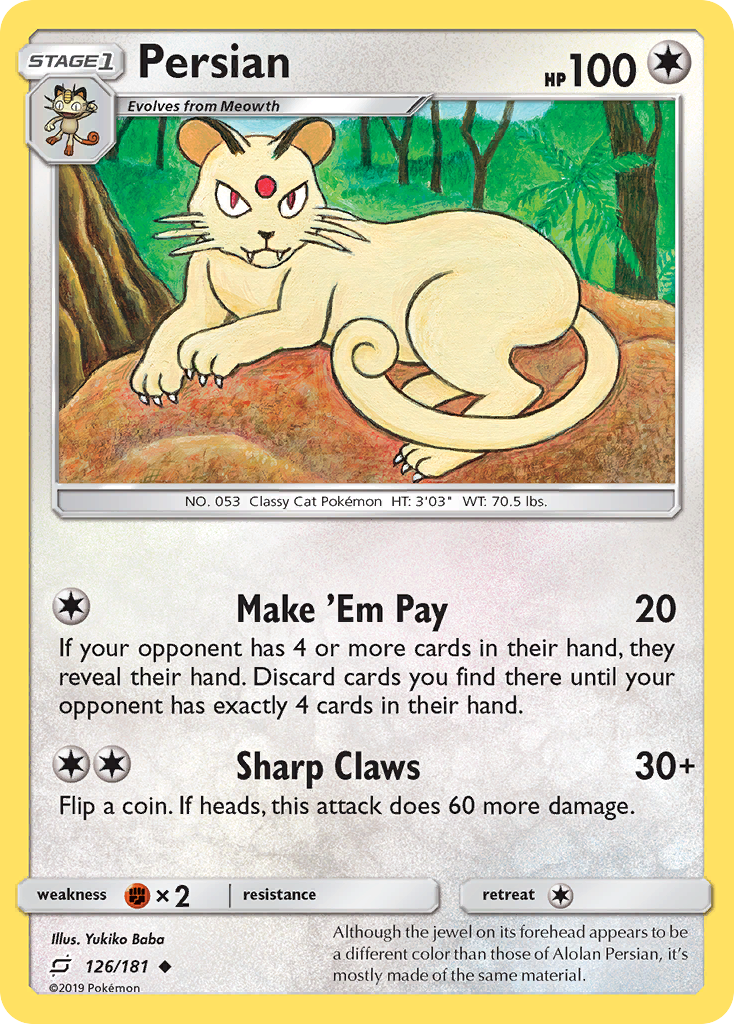 STAGE 1
Persian
HP 100
Evolves from Meowth
NO. 053 Classy Cat Pokémon HT: 3'03" WT: 70.5 lbs.
Make ’Em Pay 20
If your opponent has 4 or more cards in their hand, they
reveal their hand. Discard cards you find there until your
opponent has exactly 4 cards in their hand.
Sharp Claws 30+
Flip a coin. If heads, this attack does 60 more damage.
weakness ×2 resistance retreat
Illus. Yukiko Baba
126/181
©2019 Pokémon
Although the jewel on its forehead appears to be
a different color than those of Alolan Persian, it’s
mostly made of the same material.